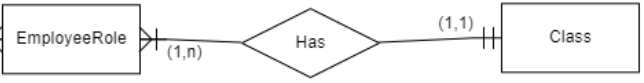 EmployeeRole
(1,n)
Has
(1,1)
Class